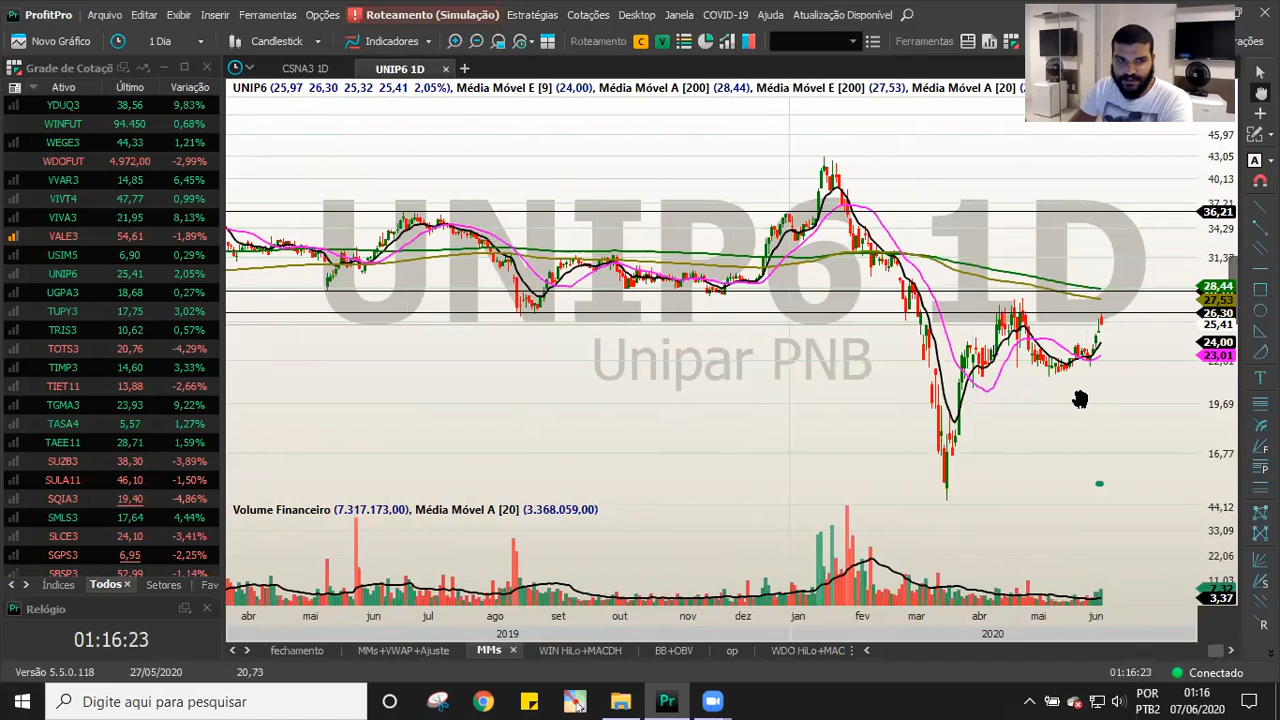 ProfitPro Arquivo Exibir Inserir Ferramentas Opções Roteamento (Simulação) Estratégias Cotações Desktop Janela COVID-19 Ajuda Atualização Disponível
Novo Gráfico 1 Dia Candlestick Indicadores Roteamento C V Ferramentas
Grade de Cotaçõ CSNA3 1D UNIP6 1D
Ativo Último Variação
UNIP6 (25,97 26,30 25,32 25,41 2,05%), Média Móvel E [9] (24,00), Média Móvel A [200] (28,44), Média Móvel E [200] (27,53), Média Móvel A [20]
YDUQ3 38,56 9,83%
WINFUT 94.450 0,68%
WEGE3 44,33 1,21%
WDOFUT 4.972,00 -2,99%
VVAR3 14,85 6,45%
VIVT4 47,77 0,99%
VIVA3 21,95 8,13%
VALE3 54,61 -1,89%
USIM5 6,90 0,29%
UNIP6 25,41 2,05%
UGPA3 18,68 0,27%
TUPY3 17,02 3,75%
TRIS3 10,62 0,57%
TOTS3 20,76 -4,29%
TIMP3 14,60 3,33%
TIET11 13,88 -2,66%
TGMA3 23,93 9,22%
TASA4 5,57 1,27%
TAEE11 28,71 1,59%
SUZB3 38,30 -3,89%
SULA11 46,10 -1,50%
SQIA3 19,40 -4,86%
SMLS3 17,64 4,44%
SLCE3 24,10 -3,41%
SGPS3 6,95 -2,25%
SBSP3 52,99 -1,14%
Índices Todos Setores Fav
Relógio
01:16:23
UNIP6 1D
Unipar PNB
45,97
43,05
40,13
37,21
36,21
34,29
31,37
28,44
27,53
26,30
25,41
24,00
23,01
19,69
16,77
Volume Financeiro (7.317.173,00), Média Móvel A [20] (3.368.059,00)
44,12
33,09
22,06
11,03
7,32
3,37
abr mai jun jul ago set out nov dez jan fev mar abr mai jun
2019 2020
fechamento MMs+VWAP+Ajuste MMs WIN HiLo+MACDH BB+OBV op WDO HiLo+MAC
Versão 5.5.0.118 27/05/2020 20,73 01:16:23 Conectado
Digite aqui para pesquisar Pr
POR 01:16
PTB2 07/06/2020